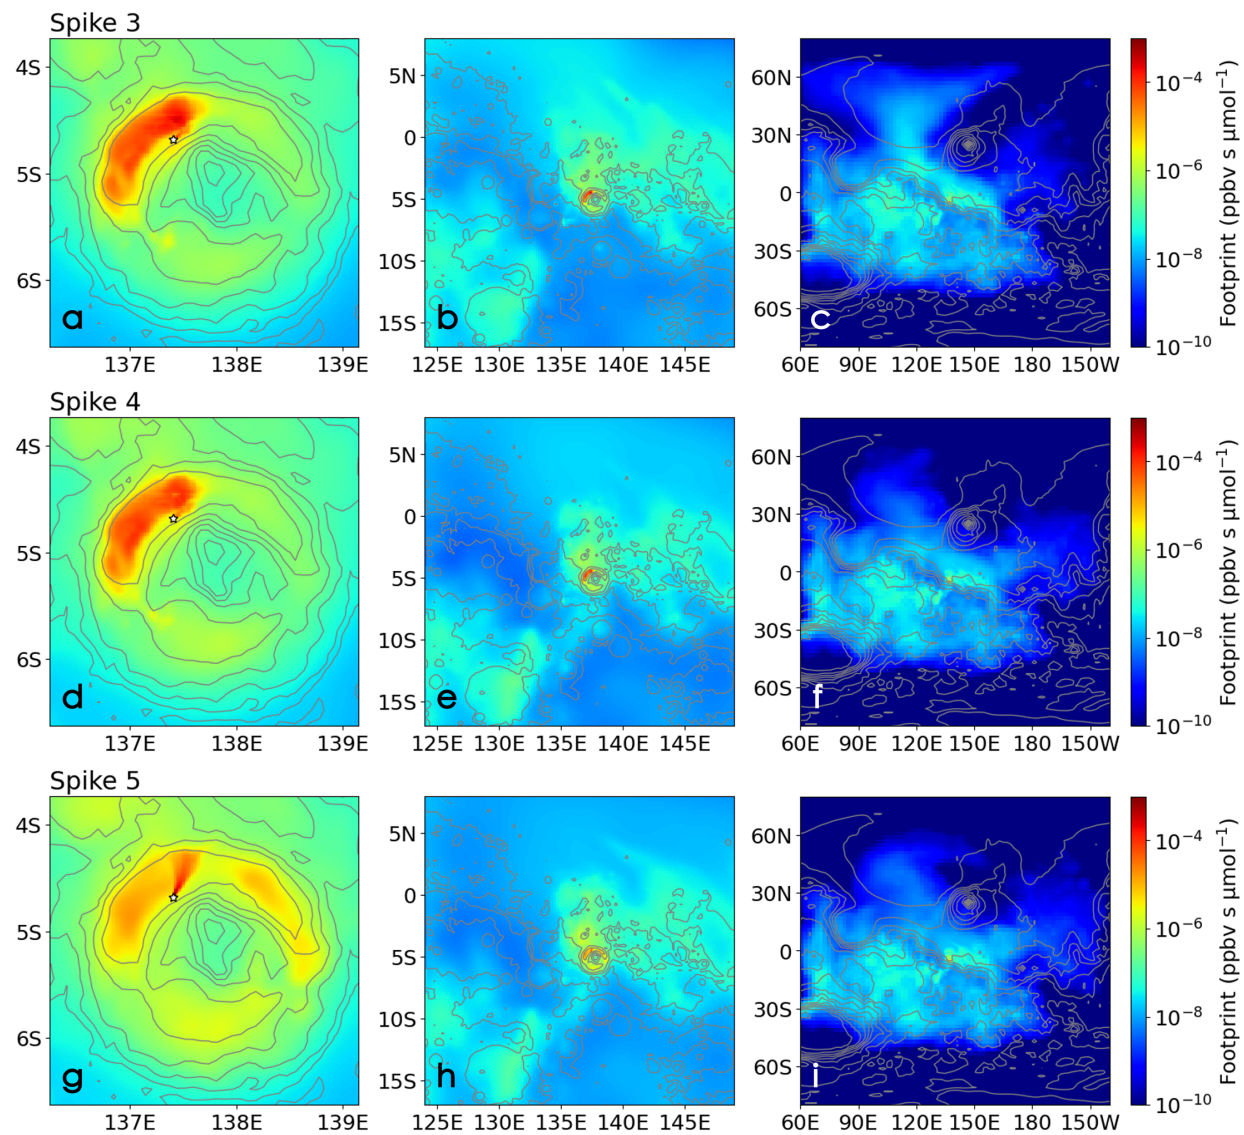 Spike 3
4S
5S
6S
a
137E 138E 139E
5N
0
5S
10S
15S
b
125E 130E 135E 140E 145E
60N
30N
0
30S
60S
c
60E 90E 120E 150E 180 150W
10⁻⁴
10⁻⁶
10⁻⁸
10⁻¹⁰
Footprint (ppbv s μmol⁻¹)
Spike 4
4S
5S
6S
d
137E 138E 139E
5N
0
5S
10S
15S
e
125E 130E 135E 140E 145E
60N
30N
0
30S
60S
f
60E 90E 120E 150E 180 150W
10⁻⁴
10⁻⁶
10⁻⁸
10⁻¹⁰
Footprint (ppbv s μmol⁻¹)
Spike 5
4S
5S
6S
g
137E 138E 139E
5N
0
5S
10S
15S
h
125E 130E 135E 140E 145E
60N
30N
0
30S
60S
i
60E 90E 120E 150E 180 150W
10⁻⁴
10⁻⁶
10⁻⁸
10⁻¹⁰
Footprint (ppbv s μmol⁻¹)